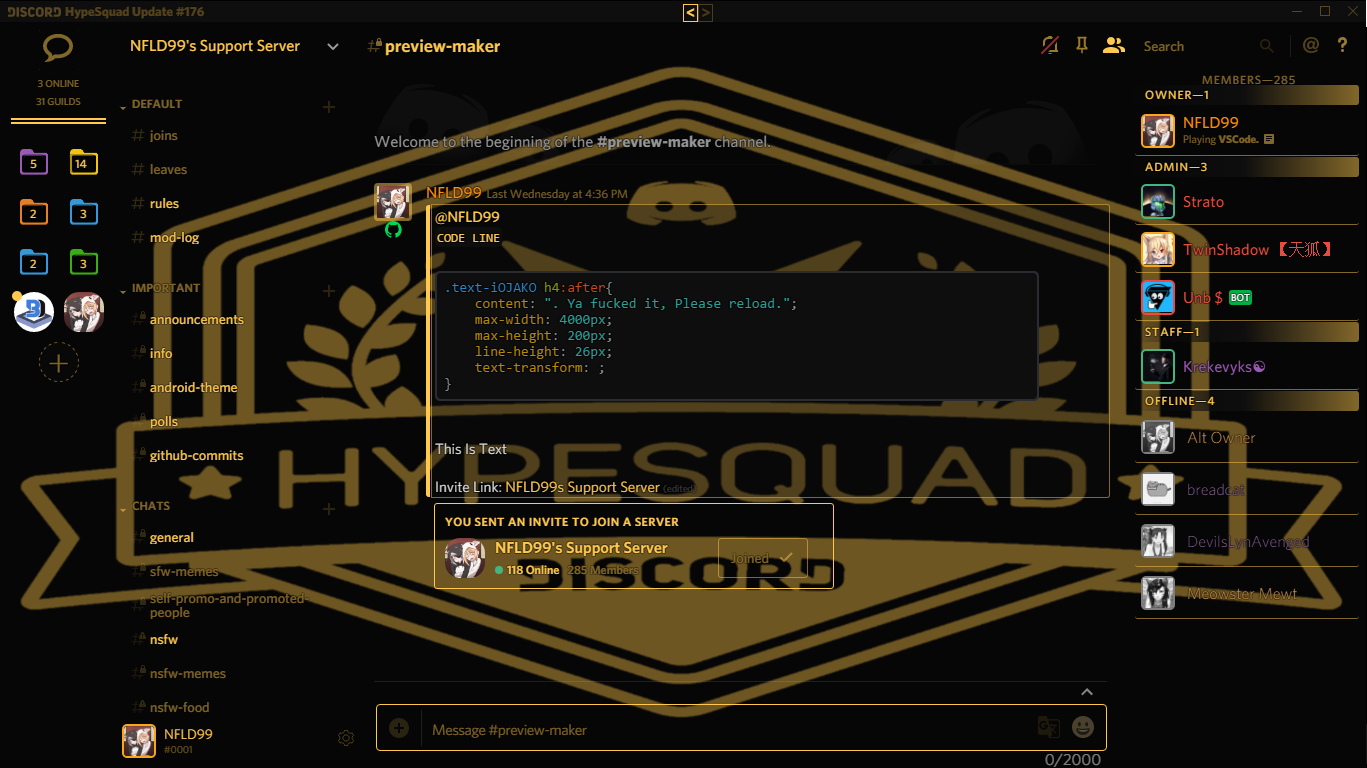 DISCORD HypeSquad Update #176
< >
3 ONLINE
31 GUILDS
5
14
2
3
2
3
NFLD99's Support Server
DEFAULT
# joins
# leaves
# rules
# mod-log
IMPORTANT
# announcements
# info
# android-theme
# polls
# github-commits
CHATS
# general
# sfw-memes
# self-promo-and-promoted-
people
# nsfw
# nsfw-memes
# nsfw-food
NFLD99
#0001
#preview-maker
Search
@ ?
Welcome to the beginning of the #preview-maker channel.
NFLD99 Last Wednesday at 4:36 PM
@NFLD99
CODE LINE
.text-iOJAKO h4:after{
content: ". Ya fucked it, Please reload.";
max-width: 4000px;
max-height: 200px;
line-height: 26px;
text-transform: ;
}
This Is Text
Invite Link: NFLD99s Support Server (edited)
YOU SENT AN INVITE TO JOIN A SERVER
NFLD99's Support Server
118 Online 285 Members
Joined
HYPESQUAD
DISCORD
Message #preview-maker
0/2000
MEMBERS—285
OWNER—1
NFLD99
Playing VSCode.
ADMIN—3
Strato
TwinShadow 【天狐】
Unb $ BOT
STAFF—1
Krekevyks☯
OFFLINE—4
Alt Owner
breadcat
DevilsLynAvenged
Meowster Mewt